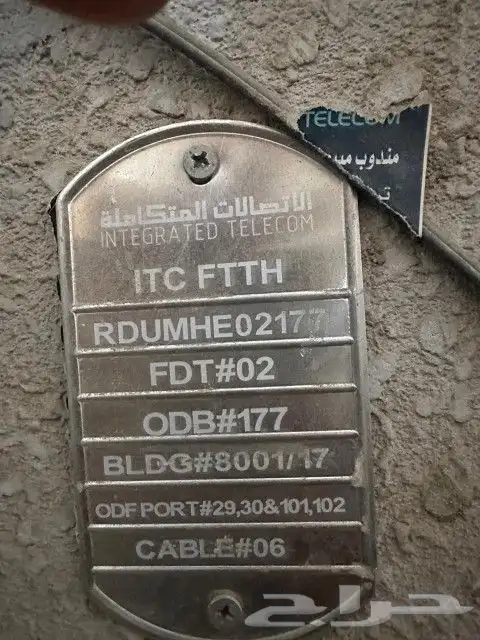 TELECOM
مندوب
الاتصالات المتكاملة
INTEGRATED TELECOM
ITC FTTH
RDUMHE02177
FDT#02
ODB#177
BLDG#8001/17
ODF PORT#29,30&101,102
CABLE#06
حراج